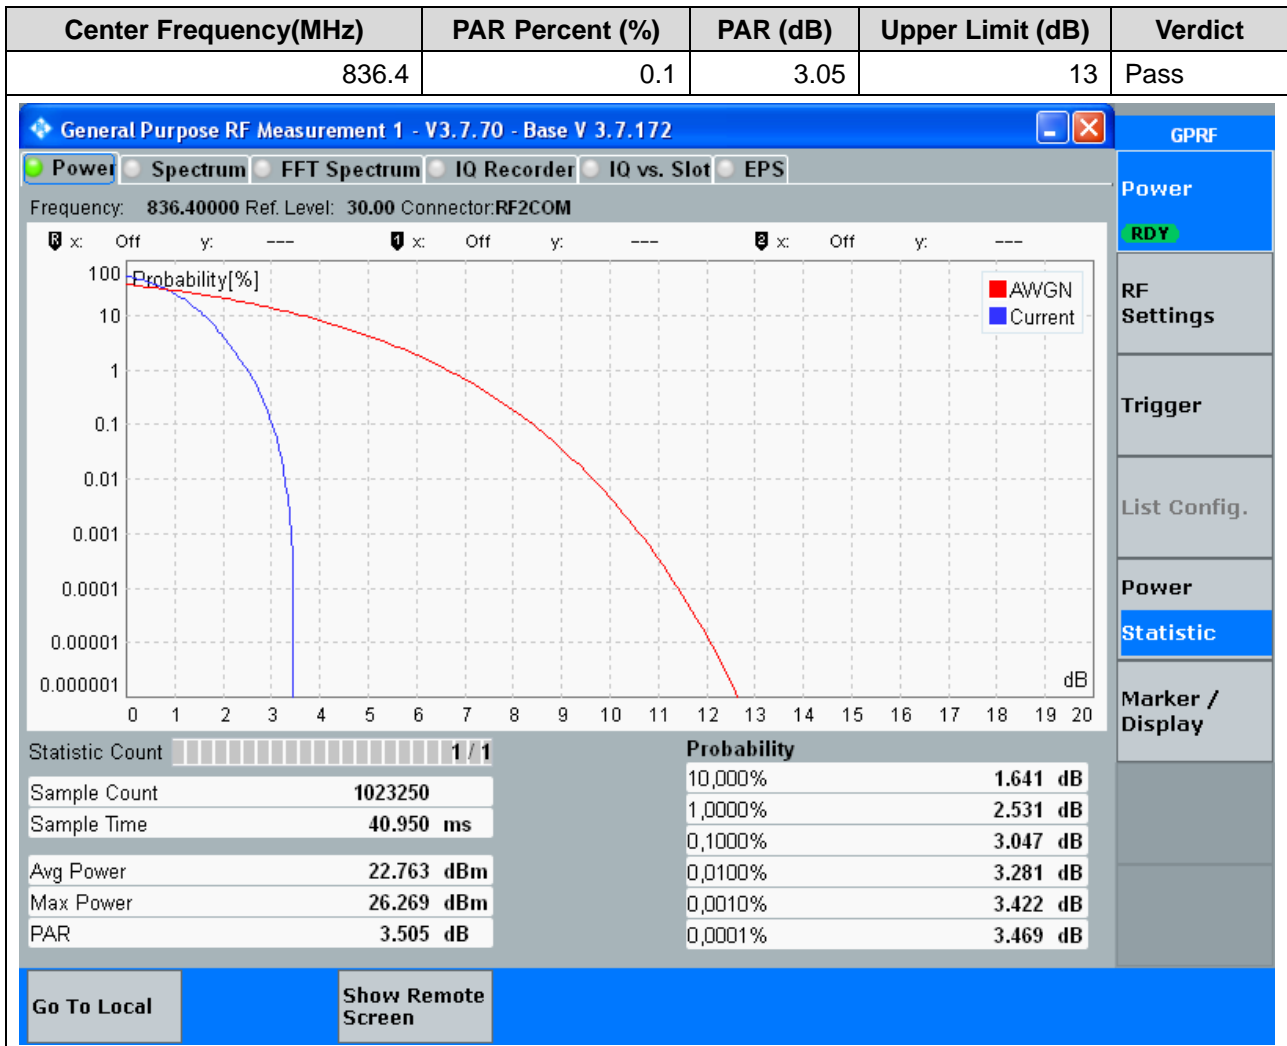 Center Frequency(MHz) PAR Percent (%) PAR (dB) Upper Limit (dB) Verdict
836.4 0.1 3.05 13 Pass
General Purpose RF Measurement 1 - V3.7.70 - Base V 3.7.172
GPRF
Power Spectrum FFT Spectrum IQ Recorder IQ vs. Slot EPS
Frequency: 836.40000 Ref. Level: 30.00 Connector:RF2COM
R x: Off y: --- 1 x: Off y: --- 2 x: Off y: ---
Probability[%]
AWGN
Current
100
10
1
0.1
0.01
0.001
0.0001
0.00001
0.000001
dB
0 1 2 3 4 5 6 7 8 9 10 11 12 13 14 15 16 17 18 19 20
Statistic Count 1 / 1
Sample Count 1023250
Sample Time 40.950 ms
Avg Power 22.763 dBm
Max Power 26.269 dBm
PAR 3.505 dB
Probability
10,000% 1.641 dB
1,0000% 2.531 dB
0,1000% 3.047 dB
0,0100% 3.281 dB
0,0010% 3.422 dB
0,0001% 3.469 dB
Power
RDY
RF
Settings
Trigger
List Config.
Power
Statistic
Marker /
Display
Go To Local
Show Remote
Screen